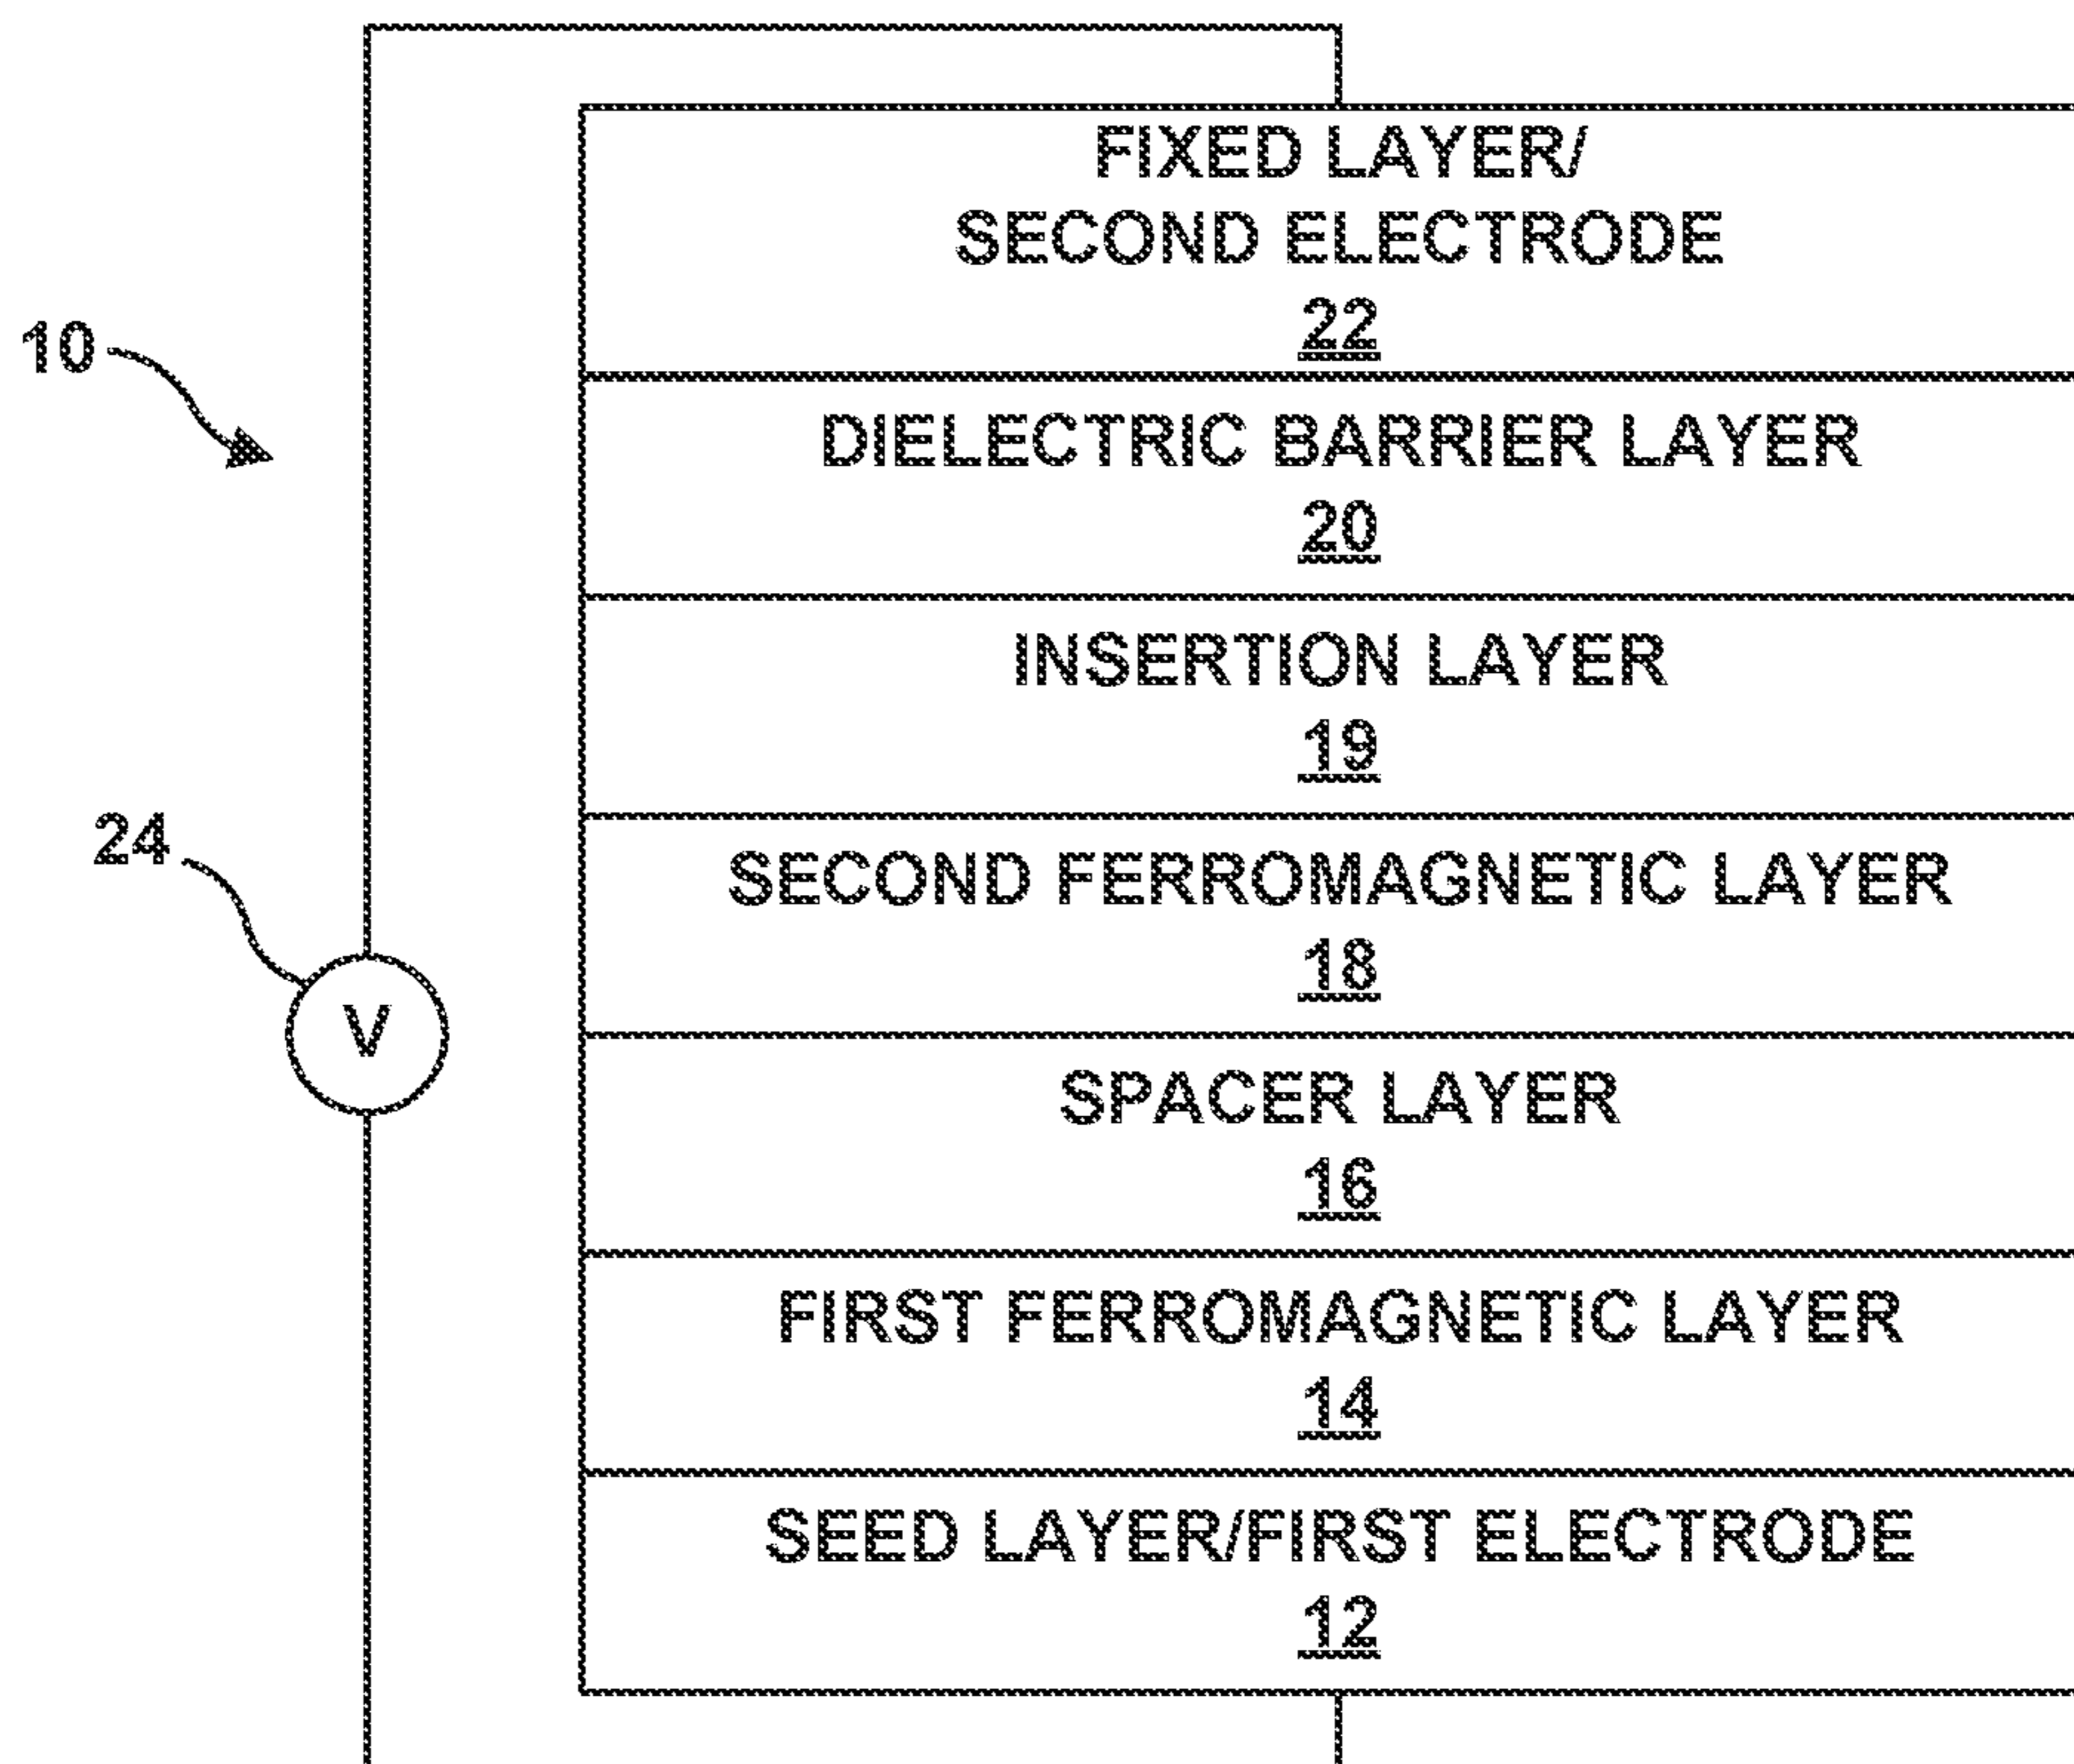 FIXED LAYER/
SECOND ELECTRODE
22
10
DIELECTRIC BARRIER LAYER
20
INSERTION LAYER
19
24
SECOND FERROMAGNETIC LAYER
18
V
SPACER LAYER
16
FIRST FERROMAGNETIC LAYER
14
SEED LAYER/FIRST ELECTRODE
12